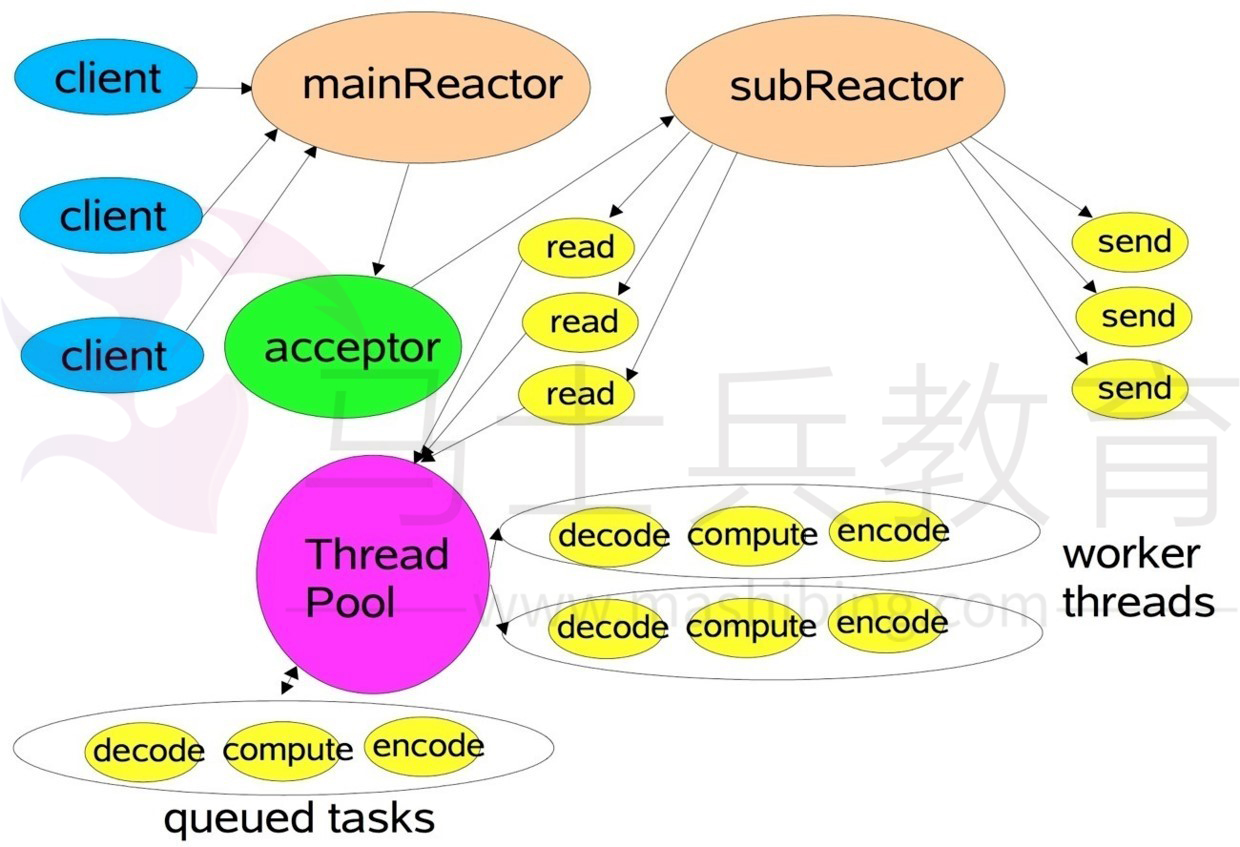 client
mainReactor
subReactor
client
read
send
read
send
client
acceptor
read
send
马士兵教育
Thread
Pool
decode compute encode
worker
threads
www.mashibing.com
decode compute encode
decode compute encode
queued tasks